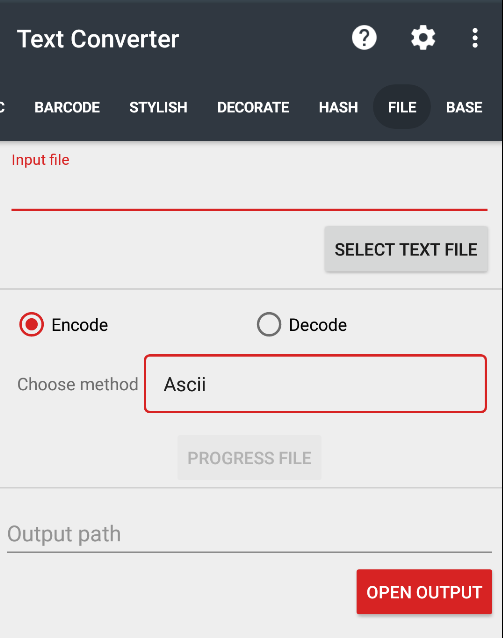 Text Converter
C BARCODE STYLISH DECORATE HASH FILE BASE
Input file
SELECT TEXT FILE
Encode Decode
Choose method Ascii
PROGRESS FILE
Output path
OPEN OUTPUT